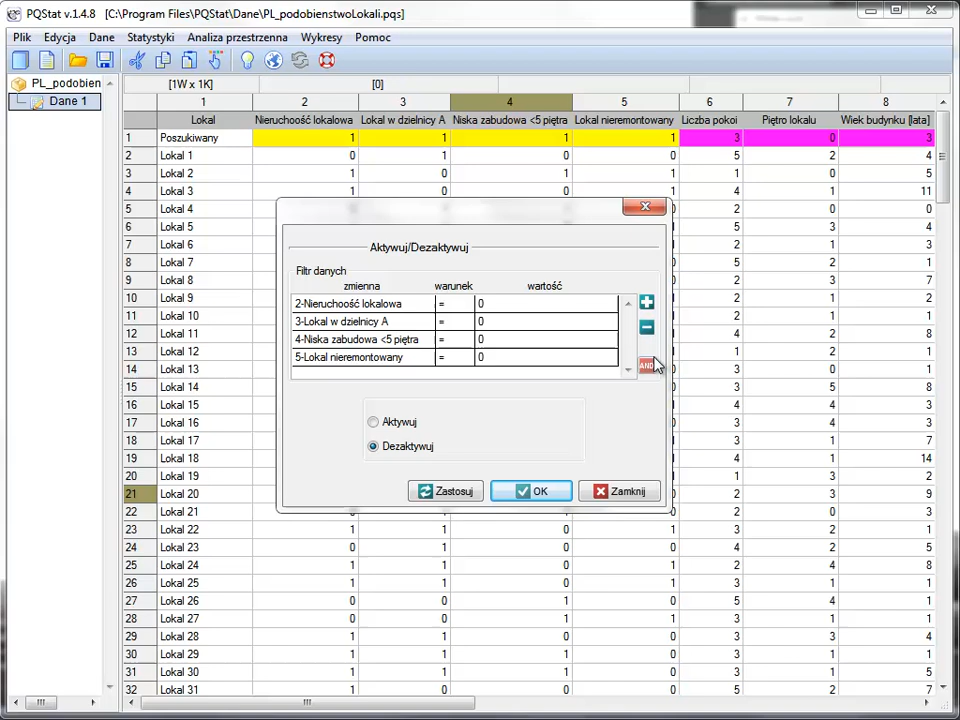 PQStat v.1.4.8 [C:\Program Files\PQStat\Dane\PL_podobienstwoLokali.pqs]
Plik Edycja Dane Statystyki Analiza przestrzenna Wykresy Pomoc
PL_podobien
Dane 1
[1W x 1K] [0]
1 2 3 4 5 6 7 8
Lokal Nieruchoość lokalowa Lokal w dzielnicy A Niska zabudowa <5 piętra Lokal nieremontowany Liczba pokoi Piętro lokalu Wiek budynku [lata]
1 Poszukiwany 1 1 1 1 3 0 3
2 Lokal 1 0 1 0 0 5 2 4
3 Lokal 2 1 0 1 1 1 0 5
4 Lokal 3 1 0 0 1 4 1 11
5 Lokal 4 2 0 0
6 Lokal 5 5 3 4
7 Lokal 6 2 1 3
8 Lokal 7 5 2 1
9 Lokal 8 2 3 7
10 Lokal 9 4 1 2
11 Lokal 10 2 1 1
12 Lokal 11 4 2 8
13 Lokal 12 1 2 1
14 Lokal 13 3 0 1
15 Lokal 14 1 5 8
16 Lokal 15 4 4 3
17 Lokal 16 3 4 3
18 Lokal 17 3 1 7
19 Lokal 18 4 1 14
20 Lokal 19 1 3 2
21 Lokal 20 2 3 9
22 Lokal 21 2 0 3
23 Lokal 22 1 1 0 1 3 2 1
24 Lokal 23 0 1 0 0 4 2 5
25 Lokal 24 1 1 0 1 2 4 8
26 Lokal 25 1 1 1 0 3 1 1
27 Lokal 26 0 0 1 0 5 4 1
28 Lokal 27 0 0 1 1 3 1 1
29 Lokal 28 1 1 0 0 3 3 4
30 Lokal 29 1 1 1 0 3 1 1
31 Lokal 30 1 1 1 0 3 1 5
32 Lokal 31 1 0 0 0 5 2 7
Aktywuj/Dezaktywuj
Filtr danych
zmienna warunek wartość
2-Nieruchoość lokalowa = 0
3-Lokal w dzielnicy A = 0
4-Niska zabudowa <5 piętra = 0
5-Lokal nieremontowany = 0
AND
Aktywuj
Dezaktywuj
Zastosuj OK Zamknij